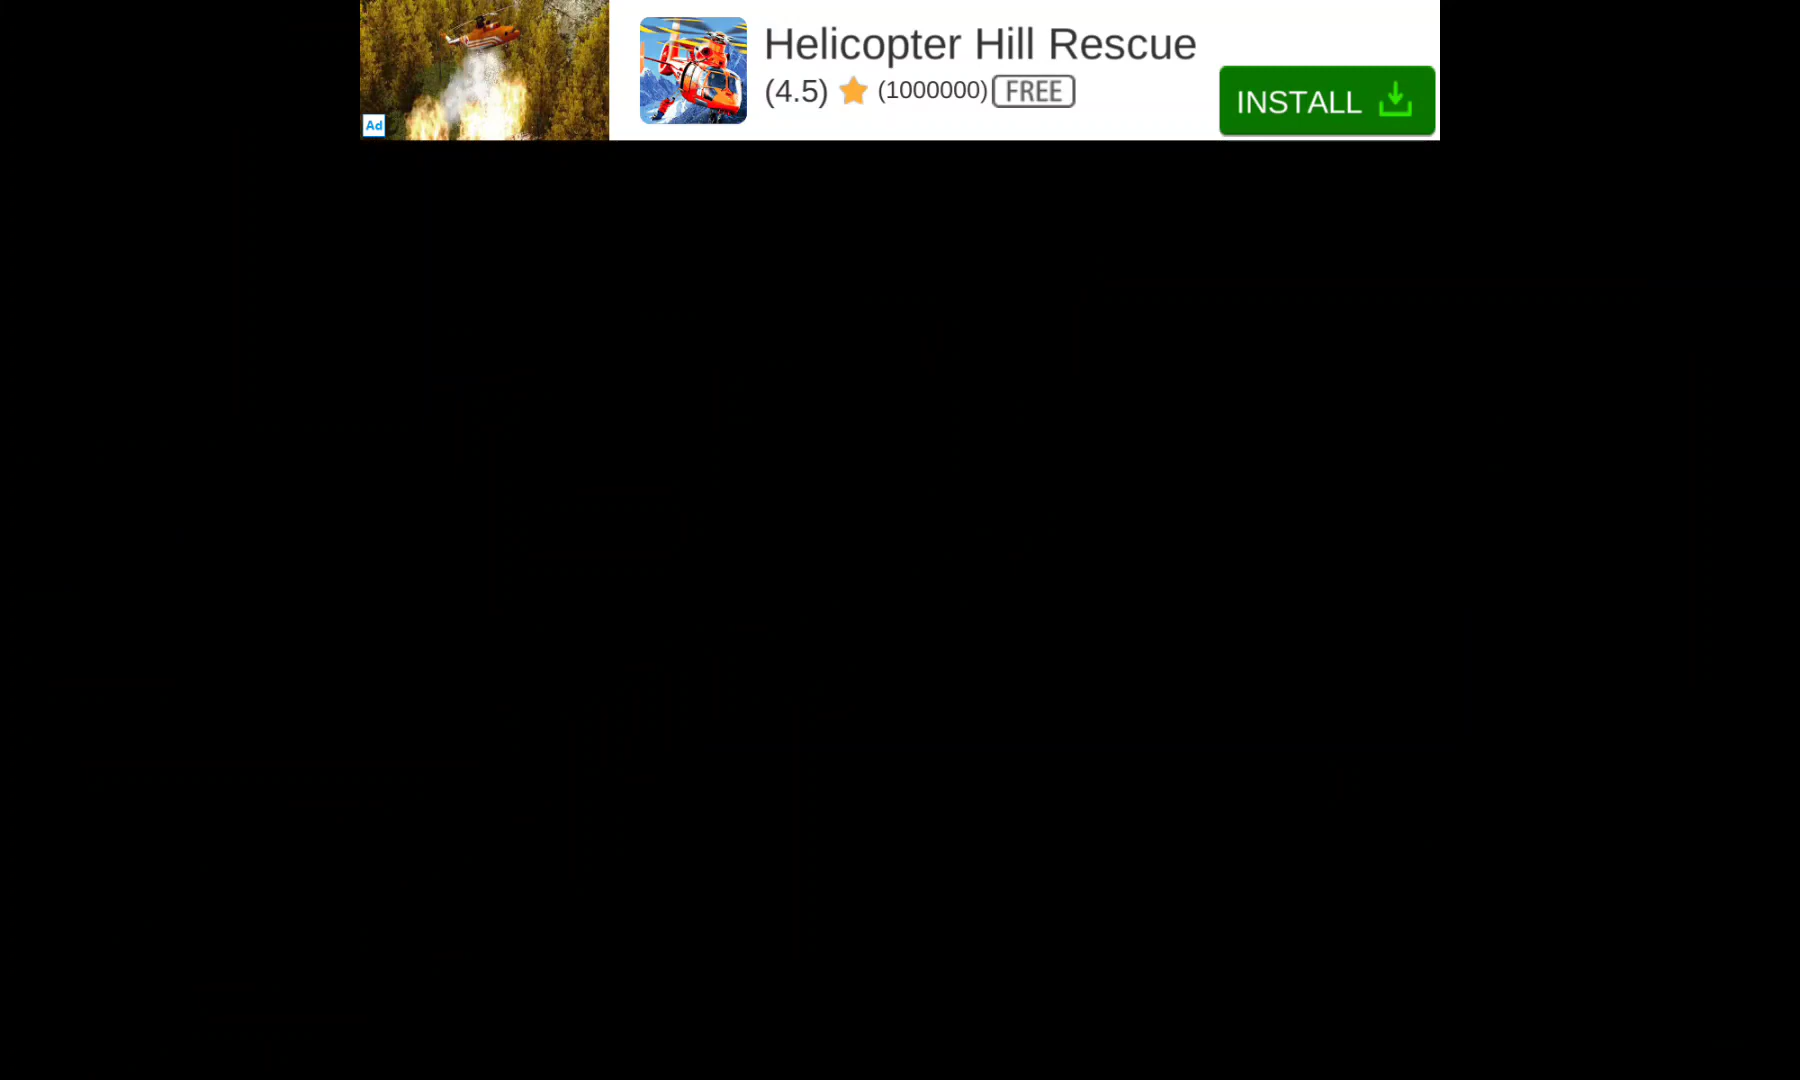 Helicopter Hill Rescue
(4.5) (1000000) FREE
INSTALL
Ad